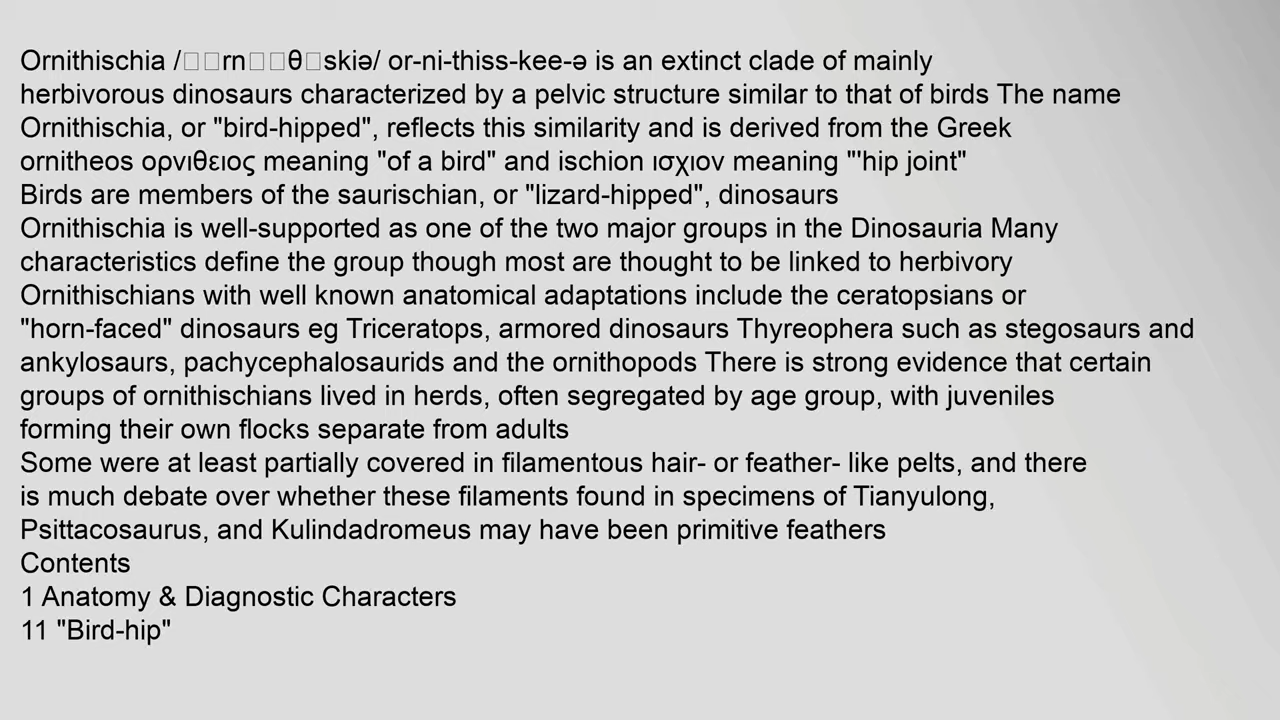 Ornithischia /□□rn□□θ□skiə/ or-ni-thiss-kee-ə is an extinct clade of mainly
herbivorous dinosaurs characterized by a pelvic structure similar to that of birds The name
Ornithischia, or "bird-hipped", reflects this similarity and is derived from the Greek
ornitheos ορνιθειος meaning "of a bird" and ischion ισχιον meaning "'hip joint"
Birds are members of the saurischian, or "lizard-hipped", dinosaurs
Ornithischia is well-supported as one of the two major groups in the Dinosauria Many
characteristics define the group though most are thought to be linked to herbivory
Ornithischians with well known anatomical adaptations include the ceratopsians or
"horn-faced" dinosaurs eg Triceratops, armored dinosaurs Thyreophera such as stegosaurs and
ankylosaurs, pachycephalosaurids and the ornithopods There is strong evidence that certain
groups of ornithischians lived in herds, often segregated by age group, with juveniles
forming their own flocks separate from adults
Some were at least partially covered in filamentous hair- or feather- like pelts, and there
is much debate over whether these filaments found in specimens of Tianyulong,
Psittacosaurus, and Kulindadromeus may have been primitive feathers
Contents
1 Anatomy & Diagnostic Characters
11 "Bird-hip"